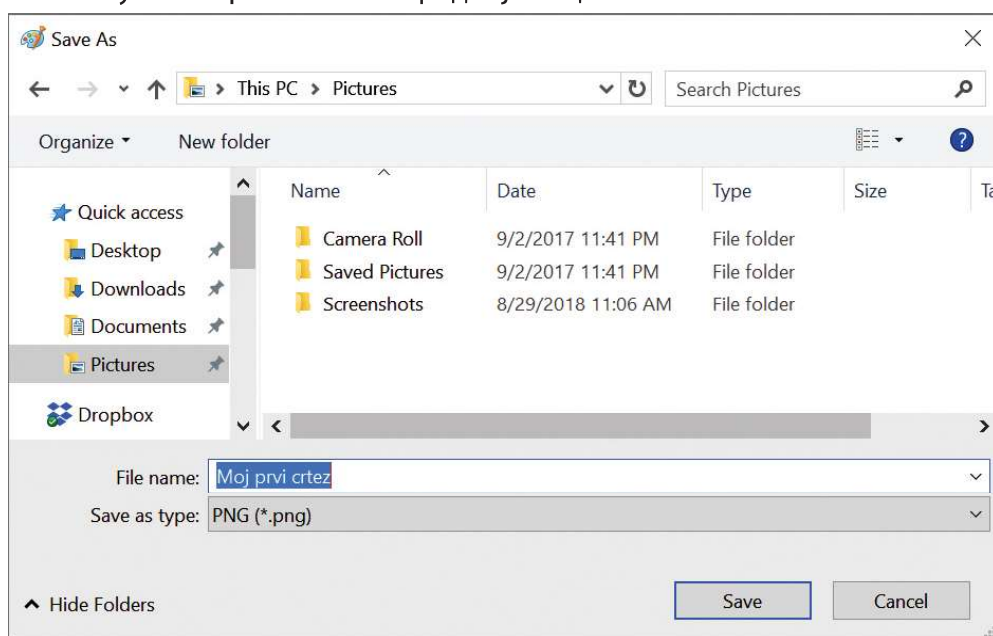 Save As
This PC > Pictures
Search Pictures
Organize
New folder
Name Date Type Size
Quick access
Desktop
Downloads
Documents
Pictures
Dropbox
Camera Roll 9/2/2017 11:41 PM File folder
Saved Pictures 9/2/2017 11:41 PM File folder
Screenshots 8/29/2018 11:06 AM File folder
File name: Moj prvi crtez
Save as type: PNG (*.png)
Hide Folders
Save
Cancel